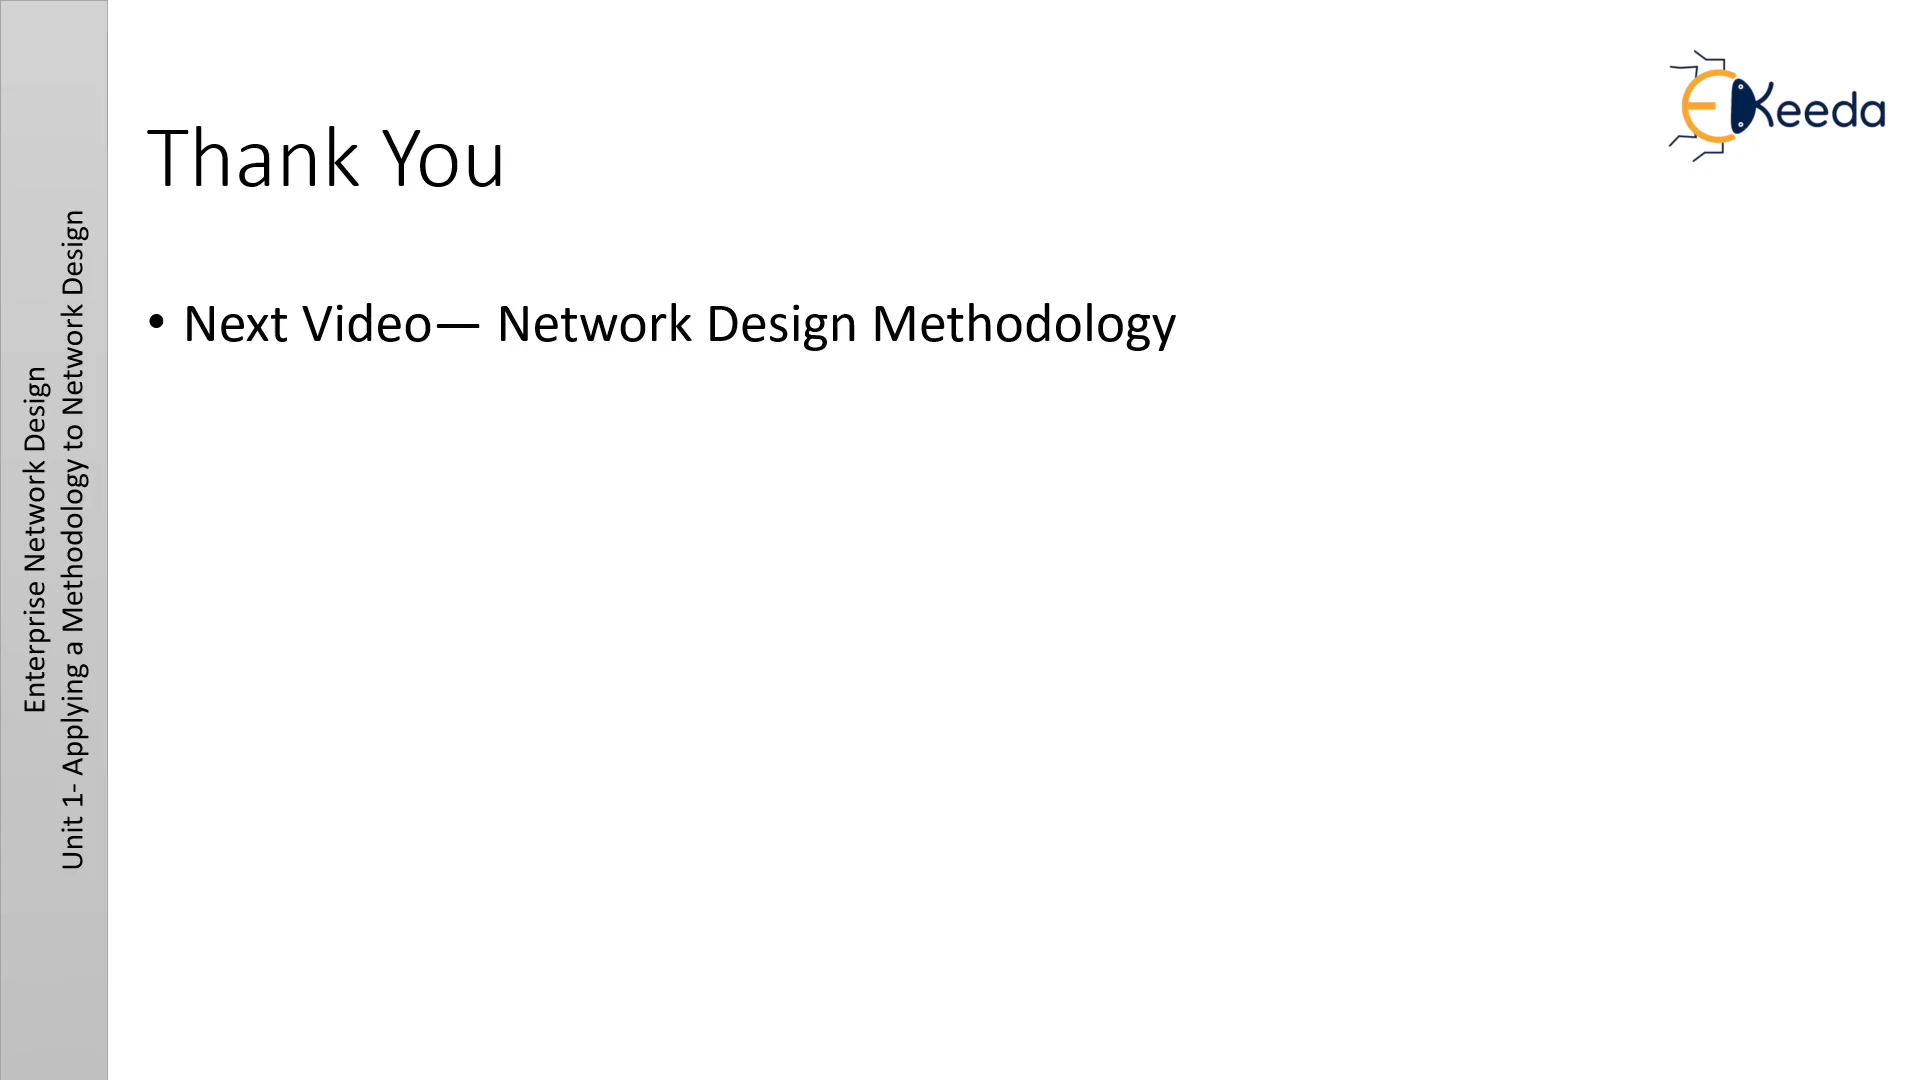 Enterprise Network Design
Unit 1- Applying a Methodology to Network Design
EKeeda
Thank You
• Next Video— Network Design Methodology